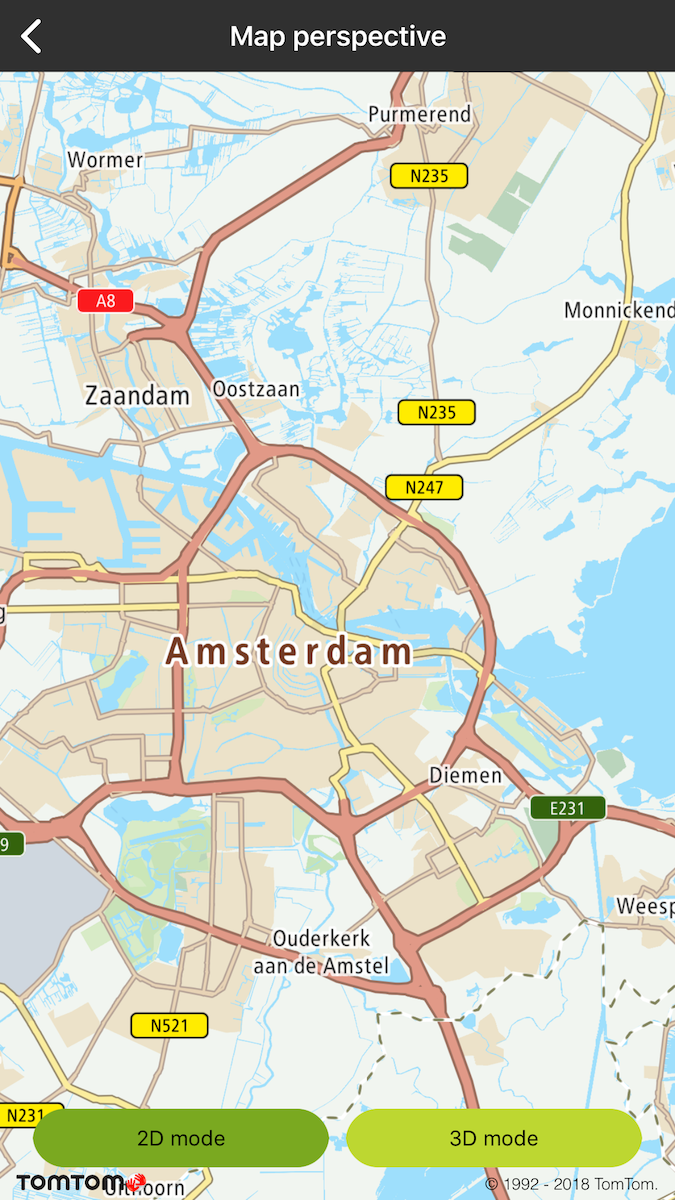 Map perspective
Purmerend
Wormer
N235
A8
Monnickend
Zaandam
Oostzaan
N235
N247
g
Amsterdam
Diemen
E231
9
Weesp
Ouderkerk
aan de Amstel
N521
N231
2D mode
3D mode
TOMTOM
Uithoorn
© 1992 - 2018 TomTom.